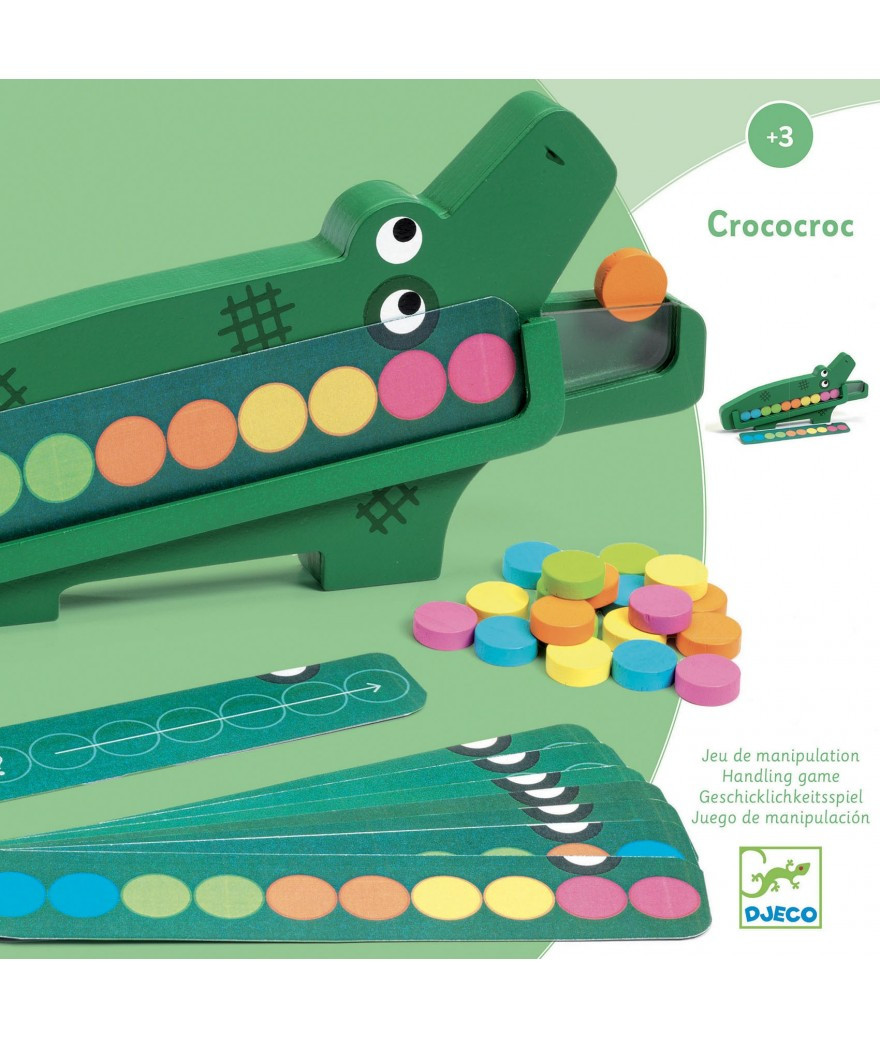 +3
Crococroc
Jeu de manipulation
Handling game
Geschicklichkeitsspiel
Juego de manipulación
DJECO